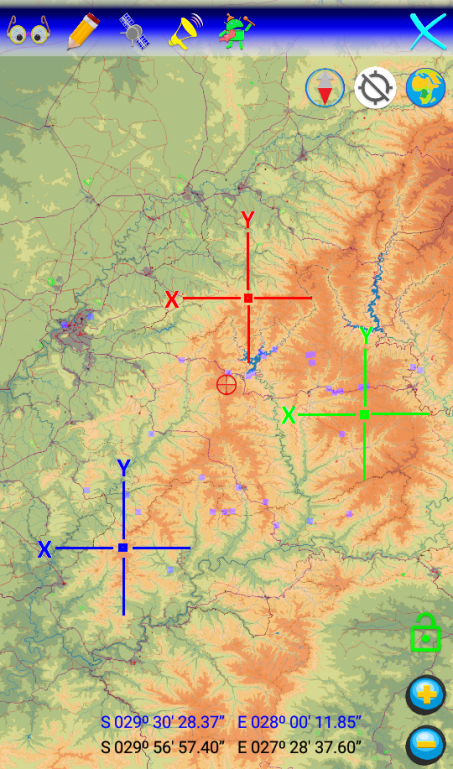 Y
X
Y
X
Y
X
S 029º 30' 28.37” E 028º 00' 11.85”
S 029º 56' 57.40” E 027º 28' 37.60”